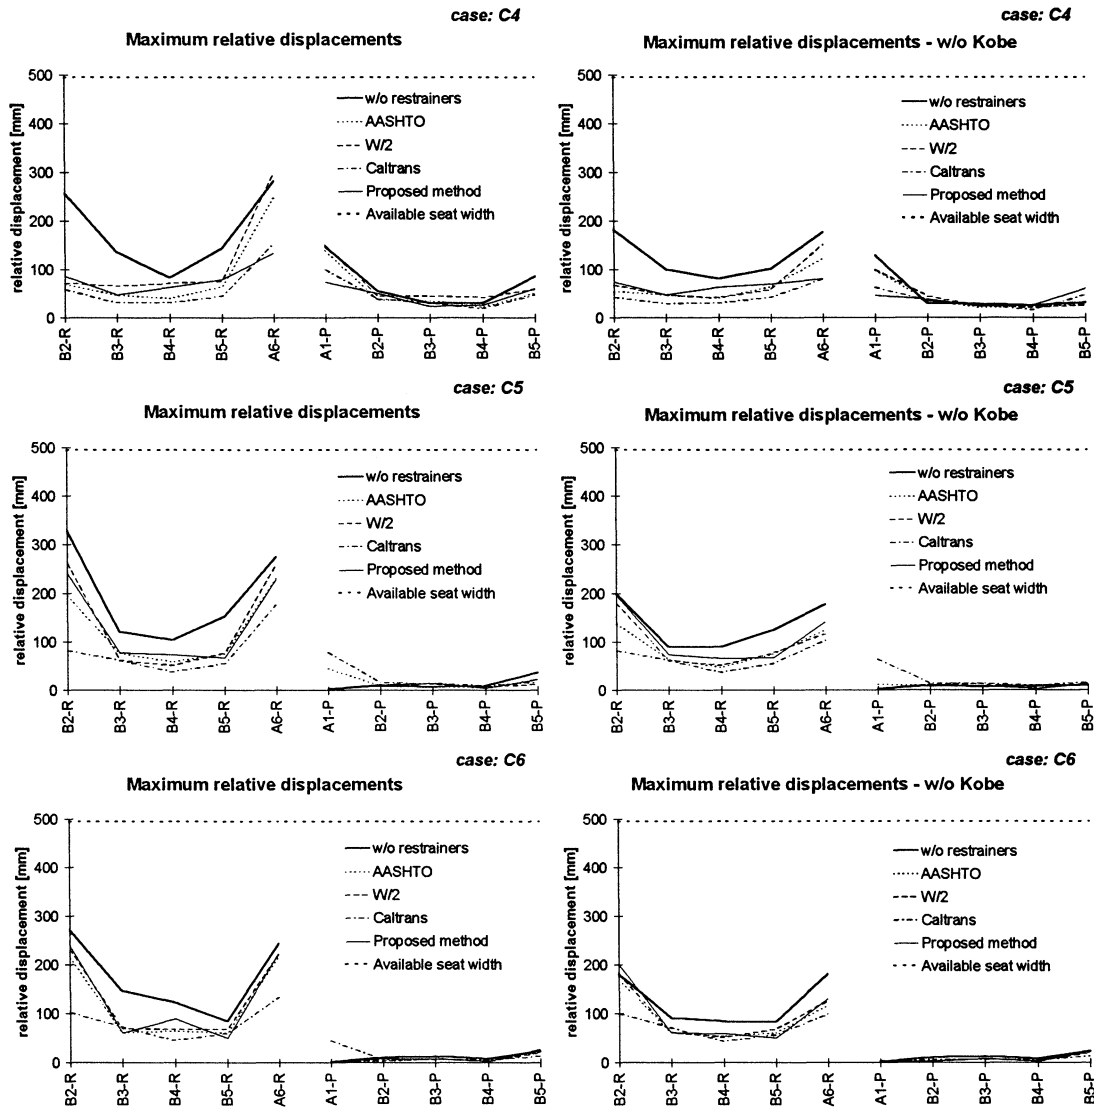 case: C4
Maximum relative displacements
relative displacement [mm]
500
400
300
200
100
0
w/o restrainers
AASHTO
W/2
Caltrans
Proposed method
Available seat width
B2-R
B3-R
B4-R
B5-R
A6-R
A1-P
B2-P
B3-P
B4-P
B5-P
case: C4
Maximum relative displacements - w/o Kobe
relative displacement [mm]
500
400
300
200
100
0
w/o restrainers
AASHTO
W/2
Caltrans
Proposed method
Available seat width
B2-R
B3-R
B4-R
B5-R
A6-R
A1-P
B2-P
B3-P
B4-P
B5-P
case: C5
Maximum relative displacements
relative displacement [mm]
500
400
300
200
100
0
w/o restrainers
AASHTO
W/2
Caltrans
Proposed method
Available seat width
B2-R
B3-R
B4-R
B5-R
A6-R
A1-P
B2-P
B3-P
B4-P
B5-P
case: C5
Maximum relative displacements - w/o Kobe
relative displacement [mm]
500
400
300
200
100
0
w/o restrainers
AASHTO
W/2
Caltrans
Proposed method
Available seat width
B2-R
B3-R
B4-R
B5-R
A6-R
A1-P
B2-P
B3-P
B4-P
B5-P
case: C6
Maximum relative displacements
relative displacement [mm]
500
400
300
200
100
0
w/o restrainers
AASHTO
W/2
Caltrans
Proposed method
Available seat width
B2-R
B3-R
B4-R
B5-R
A6-R
A1-P
B2-P
B3-P
B4-P
B5-P
case: C6
Maximum relative displacements - w/o Kobe
relative displacement [mm]
500
400
300
200
100
0
w/o restrainers
AASHTO
W/2
Caltrans
Proposed method
Available seat width
B2-R
B3-R
B4-R
B5-R
A6-R
A1-P
B2-P
B3-P
B4-P
B5-P